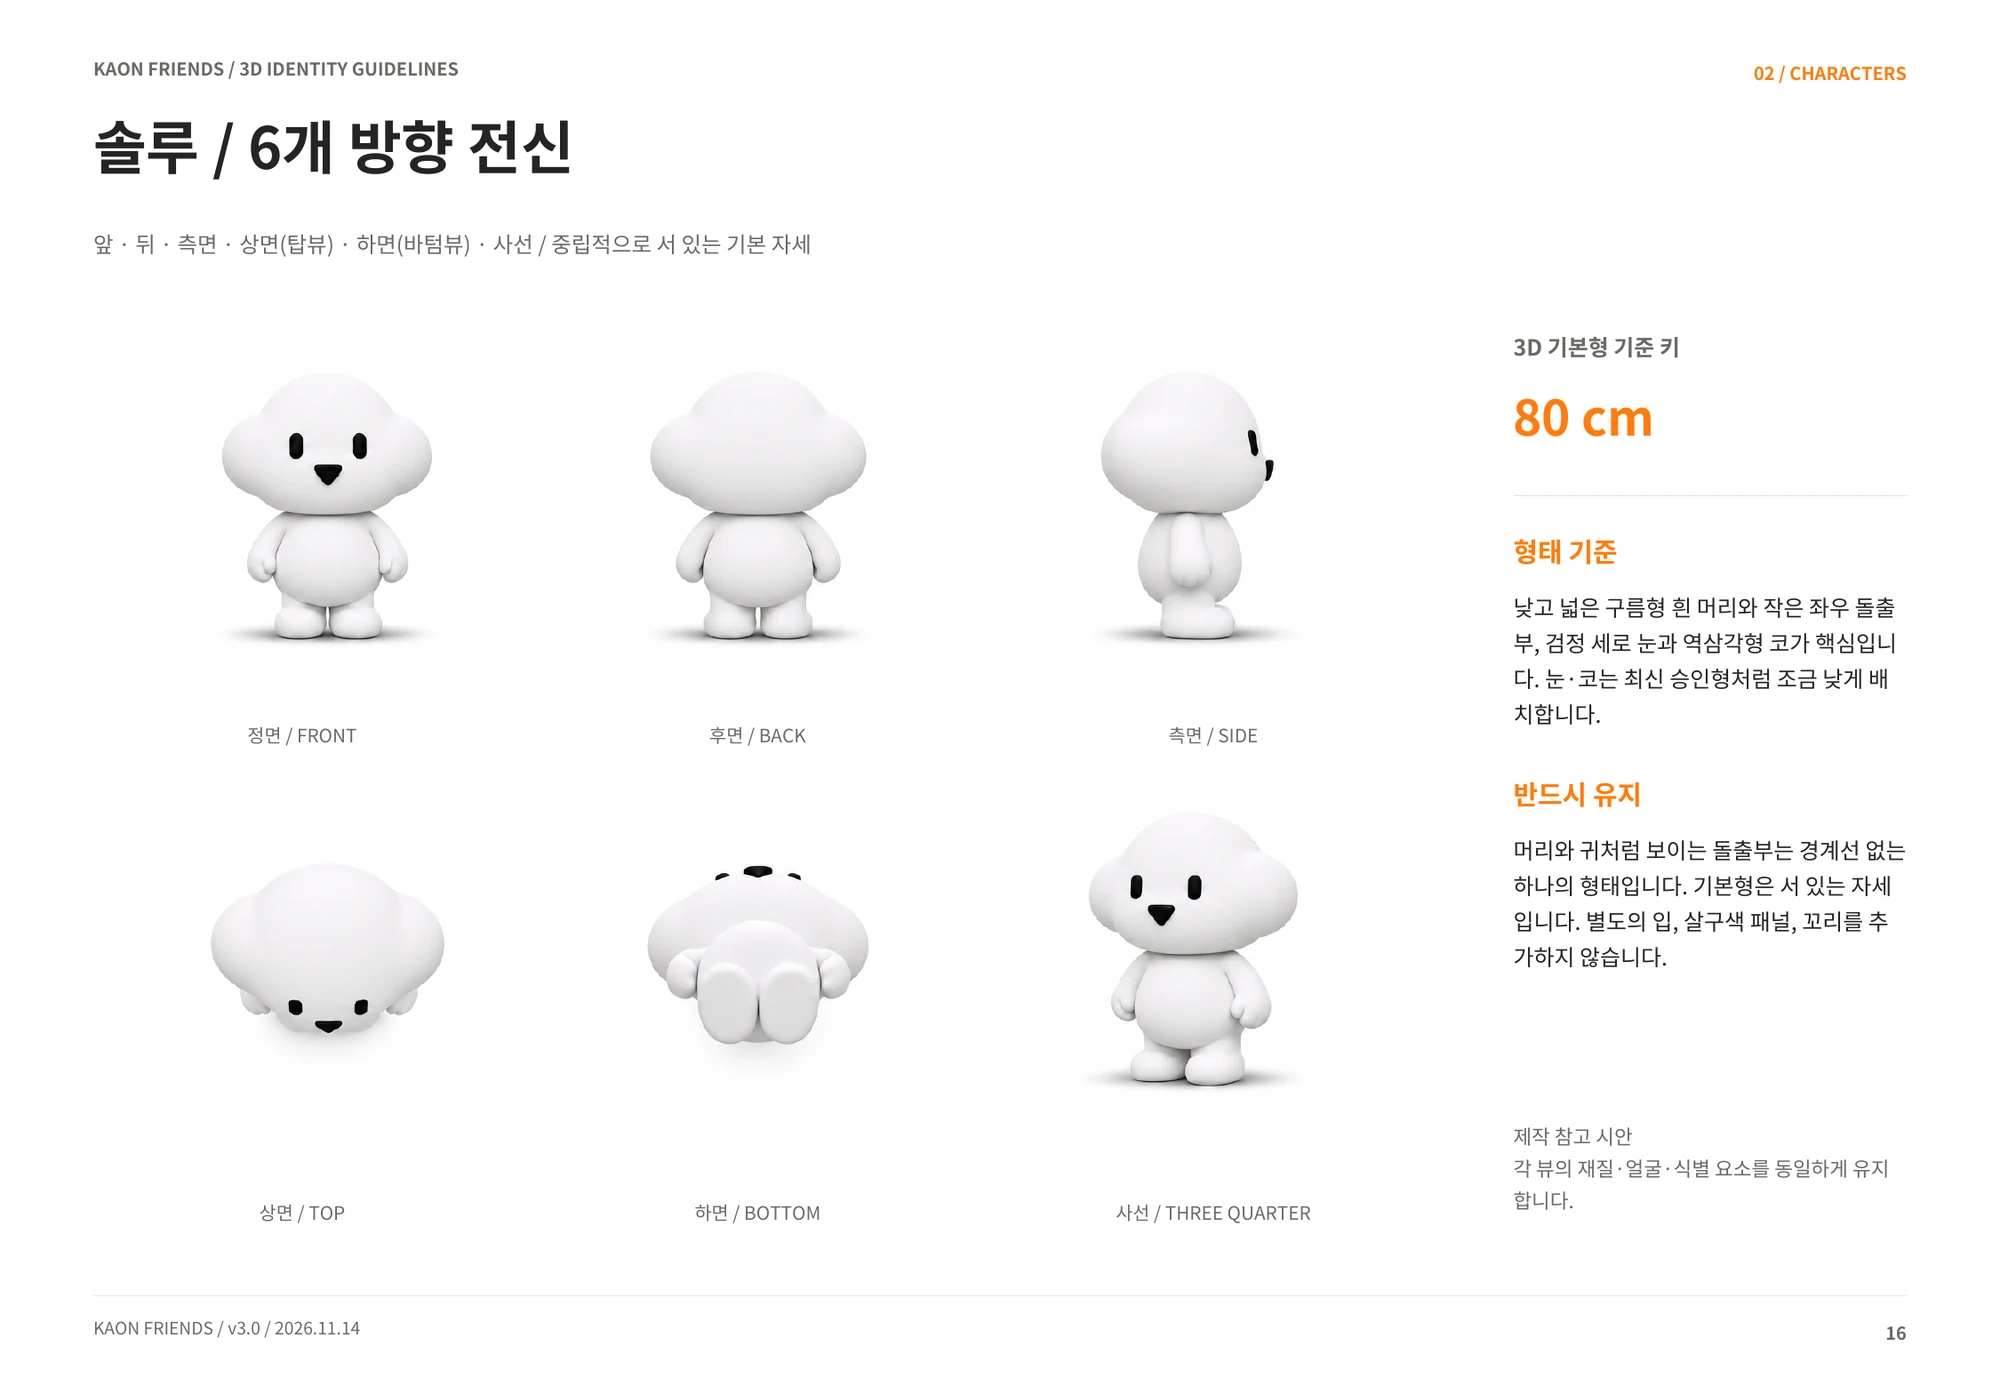 KAON FRIENDS / 3D IDENTITY GUIDELINES
02 / CHARACTERS
솔루 / 6개 방향 전신
앞 · 뒤 · 측면 · 상면(탑뷰) · 하면(바텀뷰) · 사선 / 중립적으로 서 있는 기본 자세
정면 / FRONT
후면 / BACK
측면 / SIDE
상면 / TOP
하면 / BOTTOM
사선 / THREE QUARTER
3D 기본형 기준 키
80 cm
형태 기준
낮고 넓은 구름형 흰 머리와 작은 좌우 돌출
부, 검정 세로 눈과 역삼각형 코가 핵심입니
다. 눈·코는 최신 승인형처럼 조금 낮게 배
치합니다.
반드시 유지
머리와 귀처럼 보이는 돌출부는 경계선 없는
하나의 형태입니다. 기본형은 서 있는 자세
입니다. 별도의 입, 살구색 패널, 꼬리를 추
가하지 않습니다.
제작 참고 시안
각 뷰의 재질·얼굴·식별 요소를 동일하게 유지
합니다.
KAON FRIENDS / v3.0 / 2026.11.14
16